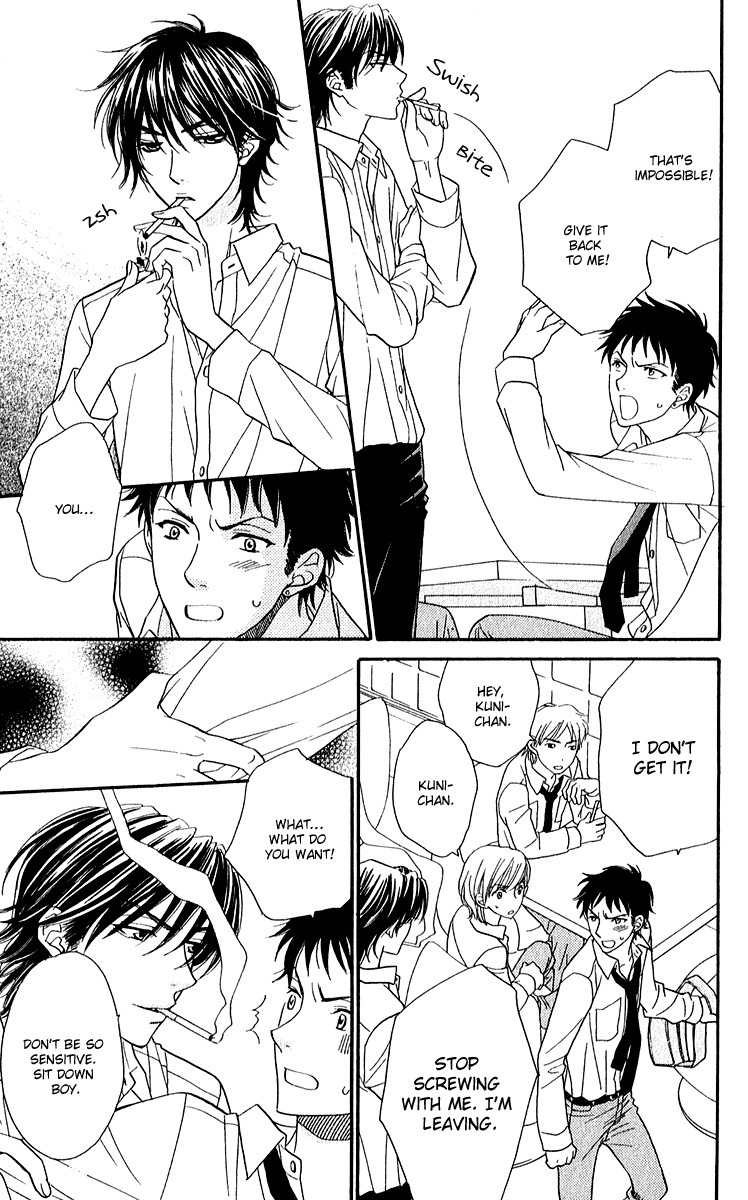 THAT'S
IMPOSSIBLE!
GIVE IT
BACK
TO ME!
Swish
Bite
zsh
YOU...
I DON'T
GET IT!
HEY,
KUNI-
CHAN.
KUNI-
CHAN.
STOP
SCREWING
WITH ME. I'M
LEAVING.
WHAT...
WHAT DO
YOU WANT!
DON'T BE SO
SENSITIVE.
SIT DOWN
BOY.